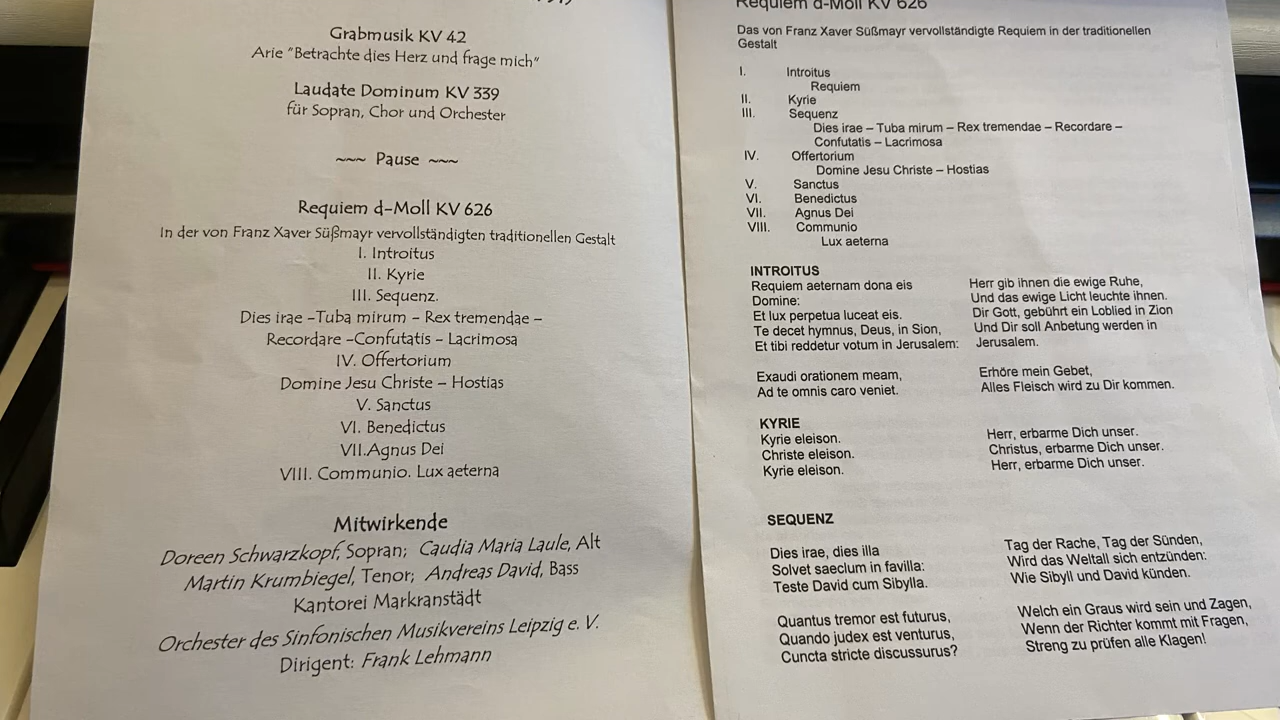 Grabmusik KV 42
Arie "Betrachte dies Herz und frage mich"
Laudate Dominum KV 339
für Sopran, Chor und Orchester
~~~ Pause ~~~
Requiem d-Moll KV 626
In der von Franz Xaver Süßmayr vervollständigten traditionellen Gestalt
I. Introitus
II. Kyrie
III. Sequenz.
Dies irae –Tuba mirum – Rex tremendae –
Recordare –Confutatis – Lacrimosa
IV. Offertorium
Domine Jesu Christe – Hostias
V. Sanctus
VI. Benedictus
VII.Agnus Dei
VIII. Communio. Lux aeterna
Mitwirkende
Doreen Schwarzkopf, Sopran; Caudia Maria Laule, Alt
Martin Krumbiegel, Tenor; Andreas David, Bass
Kantorei Markranstädt
Orchester des Sinfonischen Musikvereins Leipzig e. V.
Dirigent: Frank Lehmann
Requiem d-Moll KV 626
Das von Franz Xaver Süßmayr vervollständigte Requiem in der traditionellen
Gestalt
I. Introitus
Requiem
II. Kyrie
III. Sequenz
Dies irae – Tuba mirum – Rex tremendae – Recordare –
Confutatis – Lacrimosa
IV. Offertorium
Domine Jesu Christe – Hostias
V. Sanctus
VI. Benedictus
VII. Agnus Dei
VIII. Communio
Lux aeterna
INTROITUS
Requiem aeternam dona eis
Domine:
Et lux perpetua luceat eis.
Te decet hymnus, Deus, in Sion,
Et tibi reddetur votum in Jerusalem:
Herr gib ihnen die ewige Ruhe,
Und das ewige Licht leuchte ihnen.
Dir Gott, gebührt ein Loblied in Zion
Und Dir soll Anbetung werden in
Jerusalem.
Exaudi orationem meam,
Ad te omnis caro veniet.
Erhöre mein Gebet,
Alles Fleisch wird zu Dir kommen.
KYRIE
Kyrie eleison.
Christe eleison.
Kyrie eleison.
Herr, erbarme Dich unser.
Christus, erbarme Dich unser.
Herr, erbarme Dich unser.
SEQUENZ
Dies irae, dies illa
Solvet saeclum in favilla:
Teste David cum Sibylla.
Tag der Rache, Tag der Sünden,
Wird das Weltall sich entzünden:
Wie Sibyll und David künden.
Quantus tremor est futurus,
Quando judex est venturus,
Cuncta stricte discussurus?
Welch ein Graus wird sein und Zagen,
Wenn der Richter kommt mit Fragen,
Streng zu prüfen alle Klagen!